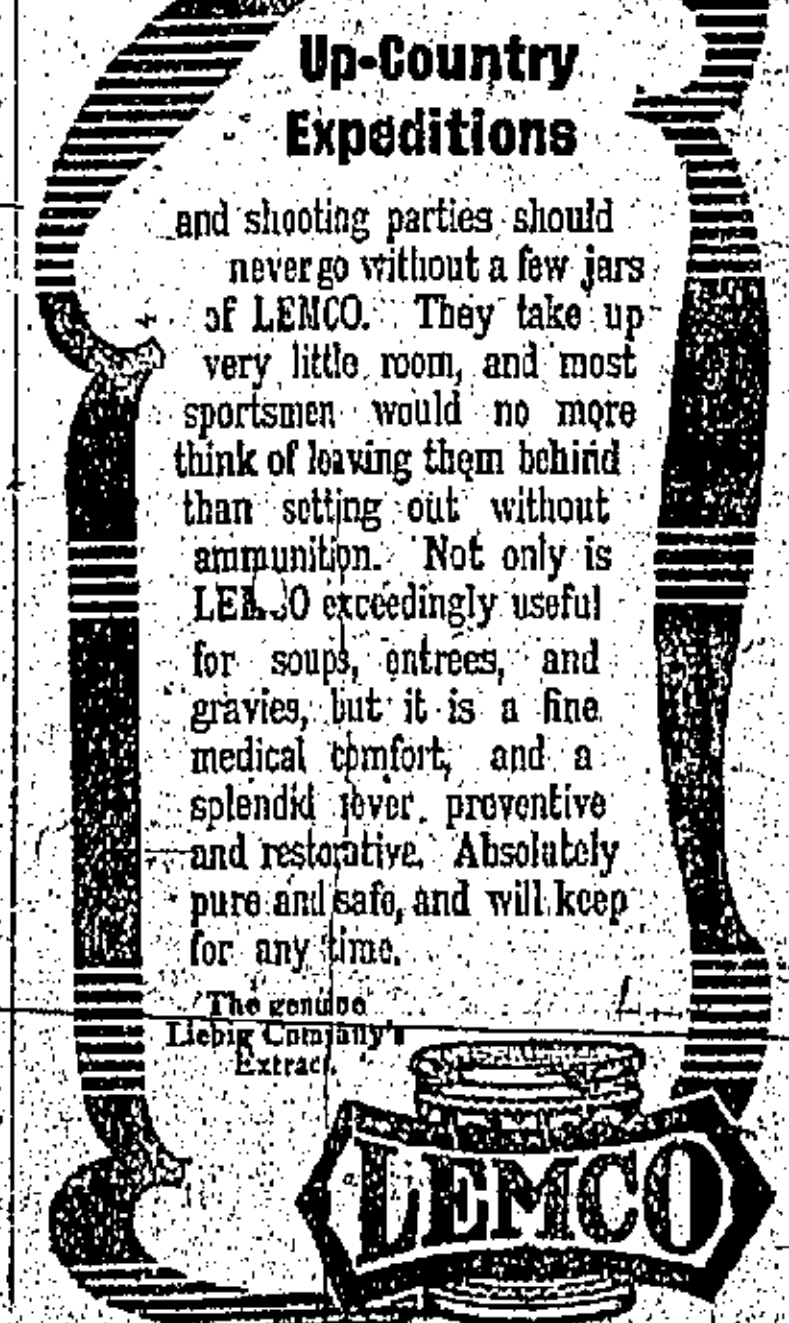 Up-Country
Expeditions
and shooting parties should
never go without a few jars
of LEMCO. They take up
very little room, and most
sportsmen would no more
think of leaving them behind
than setting out without
ammunition. Not only is
LEMCO exceedingly useful
for soups, entrees, and
gravies, but it is a fine
medical comfort, and a
splendid fever preventive
and restorative. Absolutely
pure and safe, and will keep
for any time.
The genuine
Liebig Company's
Extract.
LEMCO